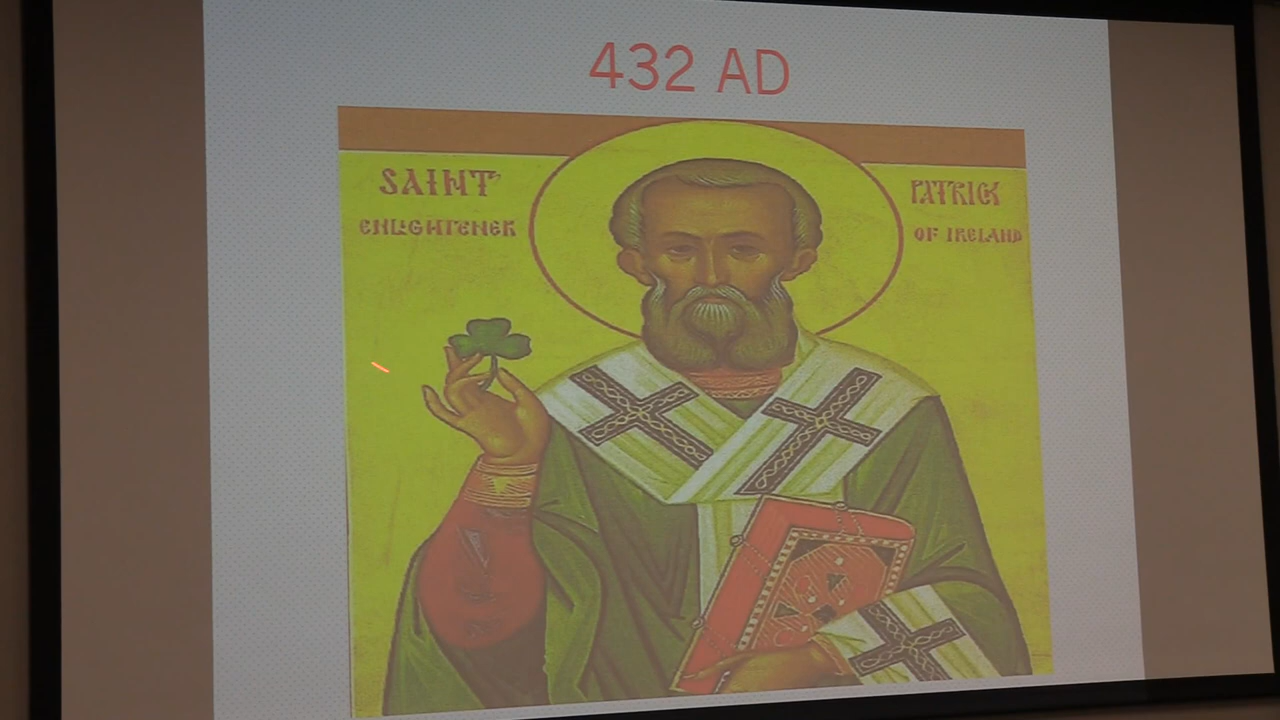 432 AD
SAINT PATRICK
ENLIGHTENER OF IRELAND